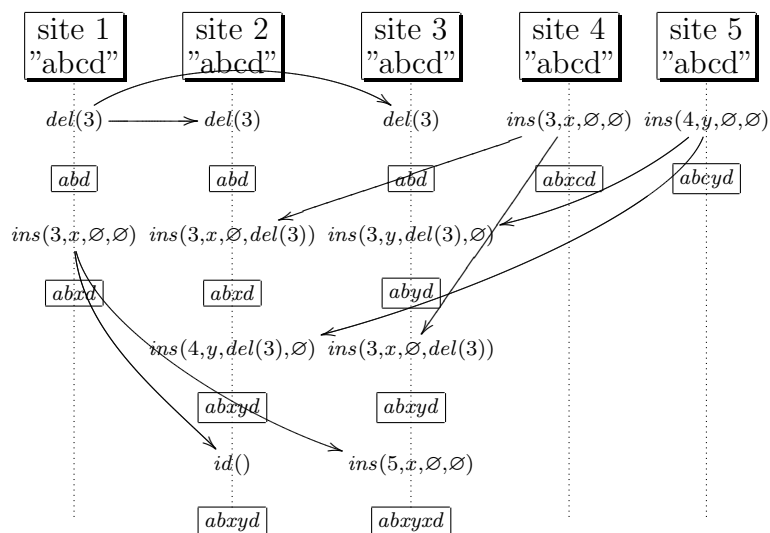 site 1 site 2 site 3 site 4 site 5
"abcd" "abcd" "abcd" "abcd" "abcd"
del(3) del(3) del(3) ins(3,x,∅,∅) ins(4,y,∅,∅)
abd abd abd abxcd abcyd
ins(3,x,∅,∅) ins(3,x,∅,del(3)) ins(3,y,del(3),∅)
abxd abxd abyd
ins(4,y,del(3),∅) ins(3,x,∅,del(3))
abxyd abxyd
id() ins(5,x,∅,∅)
abxyd abxyxd